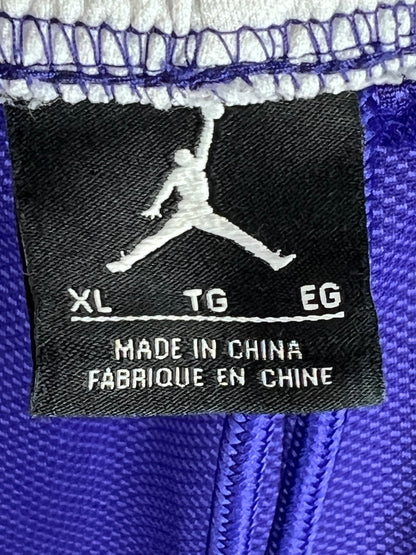 XL TG EG
MADE IN CHINA
FABRIQUE EN CHINE